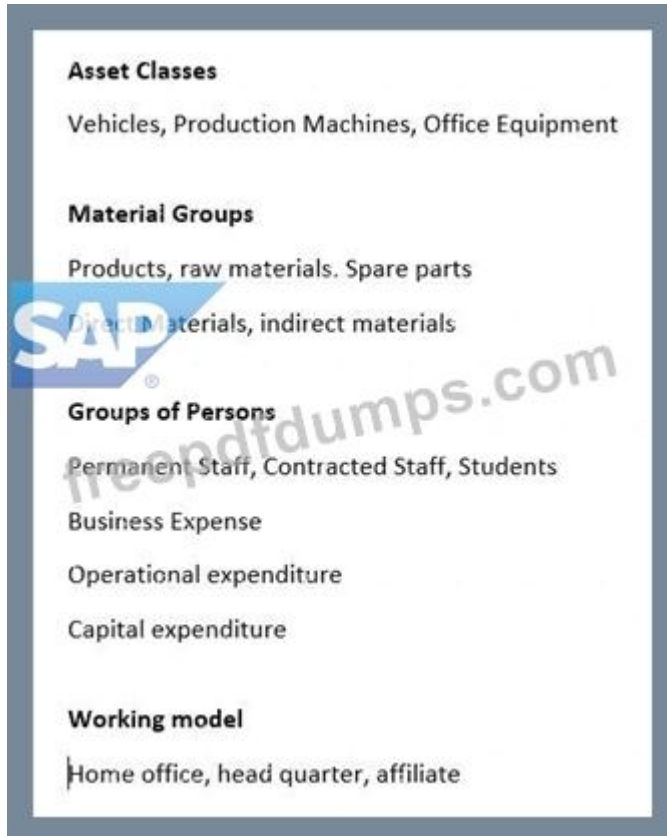 Asset Classes
Vehicles, Production Machines, Office Equipment
Material Groups
Products, raw materials. Spare parts
SAP
Direct Materials, indirect materials
®
freepdfdumps.com
Groups of Persons
Permanent Staff, Contracted Staff, Students
Business Expense
Operational expenditure
Capital expenditure
Working model
Home office, head quarter, affiliate